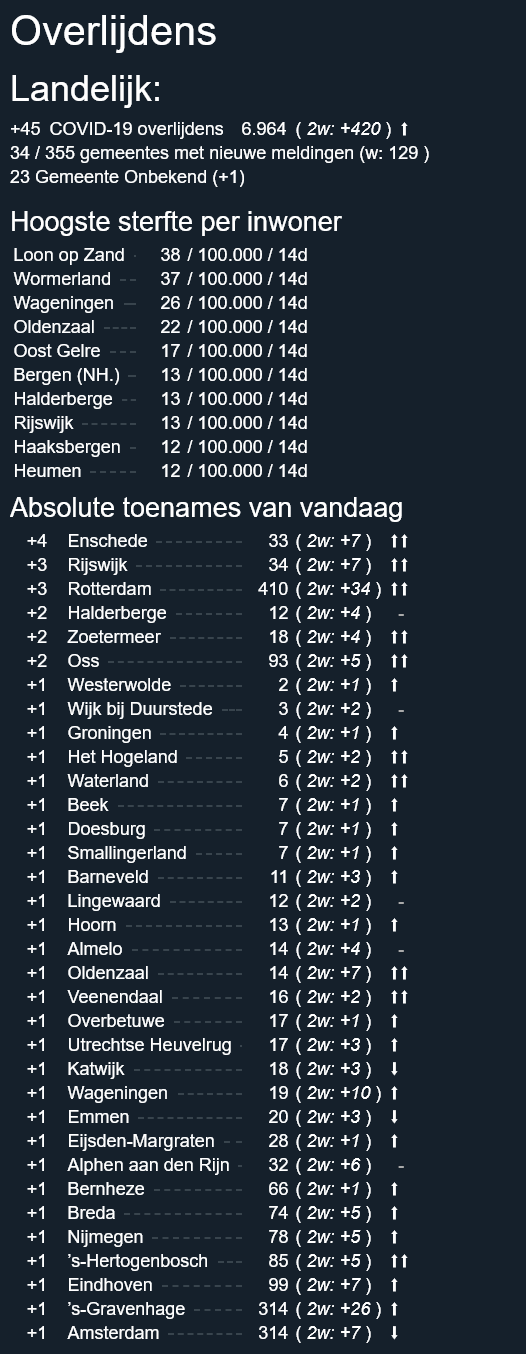 Overlijdens
Landelijk:
+45 COVID-19 overlijdens 6.964 ( 2w: +420 ) ⬆
34 / 355 gemeentes met nieuwe meldingen (w: 129 )
23 Gemeente Onbekend (+1)
Hoogste sterfte per inwoner
Loon op Zand - 38 / 100.000 / 14d
Wormerland -- 37 / 100.000 / 14d
Wageningen -- 26 / 100.000 / 14d
Oldenzaal ---- 22 / 100.000 / 14d
Oost Gelre --- 17 / 100.000 / 14d
Bergen (NH.) - 13 / 100.000 / 14d
Halderberge -- 13 / 100.000 / 14d
Rijswijk ----- 13 / 100.000 / 14d
Haaksbergen - 12 / 100.000 / 14d
Heumen ----- 12 / 100.000 / 14d
Absolute toenames van vandaag
+4 Enschede --------- 33 ( 2w: +7 ) ⬆⬆
+3 Rijswijk ----------- 34 ( 2w: +7 ) ⬆⬆
+3 Rotterdam -------- 410 ( 2w: +34 ) ⬆⬆
+2 Halderberge ------- 12 ( 2w: +4 ) -
+2 Zoetermeer -------- 18 ( 2w: +4 ) ⬆⬆
+2 Oss -------------- 93 ( 2w: +5 ) ⬆⬆
+1 Westerwolde ------ 2 ( 2w: +1 ) ⬆
+1 Wijk bij Duurstede --- 3 ( 2w: +2 ) -
+1 Groningen --------- 4 ( 2w: +1 ) ⬆
+1 Het Hogeland ------ 5 ( 2w: +2 ) ⬆⬆
+1 Waterland --------- 6 ( 2w: +2 ) ⬆⬆
+1 Beek ------------- 7 ( 2w: +1 ) ⬆
+1 Doesburg --------- 7 ( 2w: +1 ) ⬆
+1 Smallingerland ----- 7 ( 2w: +1 ) ⬆
+1 Barneveld --------- 11 ( 2w: +3 ) ⬆
+1 Lingewaard -------- 12 ( 2w: +2 ) -
+1 Hoorn ------------ 13 ( 2w: +1 ) ⬆
+1 Almelo ----------- 14 ( 2w: +4 ) -
+1 Oldenzaal --------- 14 ( 2w: +7 ) ⬆⬆
+1 Veenendaal ------- 16 ( 2w: +2 ) ⬆⬆
+1 Overbetuwe ------- 17 ( 2w: +1 ) ⬆
+1 Utrechtse Heuvelrug - 17 ( 2w: +3 ) ⬆
+1 Katwijk ----------- 18 ( 2w: +3 ) ⬇
+1 Wageningen ------- 19 ( 2w: +10 ) ⬆
+1 Emmen ----------- 20 ( 2w: +3 ) ⬇
+1 Eijsden-Margraten -- 28 ( 2w: +1 ) ⬆
+1 Alphen aan den Rijn - 32 ( 2w: +6 ) -
+1 Bernheze --------- 66 ( 2w: +1 ) ⬆
+1 Breda ------------ 74 ( 2w: +5 ) ⬆
+1 Nijmegen --------- 78 ( 2w: +5 ) ⬆
+1 's-Hertogenbosch --- 85 ( 2w: +5 ) ⬆⬆
+1 Eindhoven -------- 99 ( 2w: +7 ) ⬆
+1 's-Gravenhage ----- 314 ( 2w: +26 ) ⬆
+1 Amsterdam -------- 314 ( 2w: +7 ) ⬇